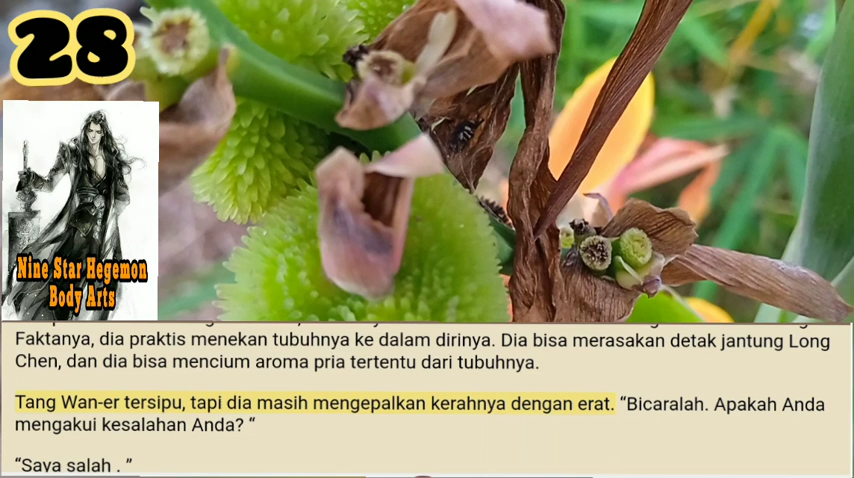 28
Nine Star Hegemon
Body Arts
Faktanya, dia praktis menekan tubuhnya ke dalam dirinya. Dia bisa merasakan detak jantung Long
Chen, dan dia bisa mencium aroma pria tertentu dari tubuhnya.
Tang Wan-er tersipu, tapi dia masih mengepalkan kerahnya dengan erat. “Bicaralah. Apakah Anda
mengakui kesalahan Anda? “
“Saya salah . ”